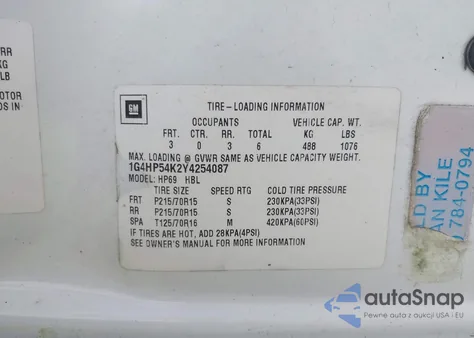 /RR
KG
LB
OTOR
DS IN
GM
TIRE-LOADING INFORMATION
OCCUPANTS VEHICLE CAP. WT.
FRT. CTR. RR. TOTAL KG LBS
3 0 3 6 488 1076
MAX. LOADING @ GVWR SAME AS VEHICLE CAPACITY WEIGHT.
1G4HP54K2Y4254087
MODEL: HP69 HBL
TIRE SIZE SPEED RTG COLD TIRE PRESSURE
FRT P215/70R15 S 230KPA(33PSI)
RR P215/70R15 S 230KPA(33PSI)
SPA T125/70R16 M 420KPA(60PSI)
IF TIRES ARE HOT, ADD 28KPA(4PSI)
SEE OWNER'S MANUAL FOR MORE INFORMATION
D BY
AN KILE
784-0794
autoSnap
Pewne auta z aukcji USA i EU